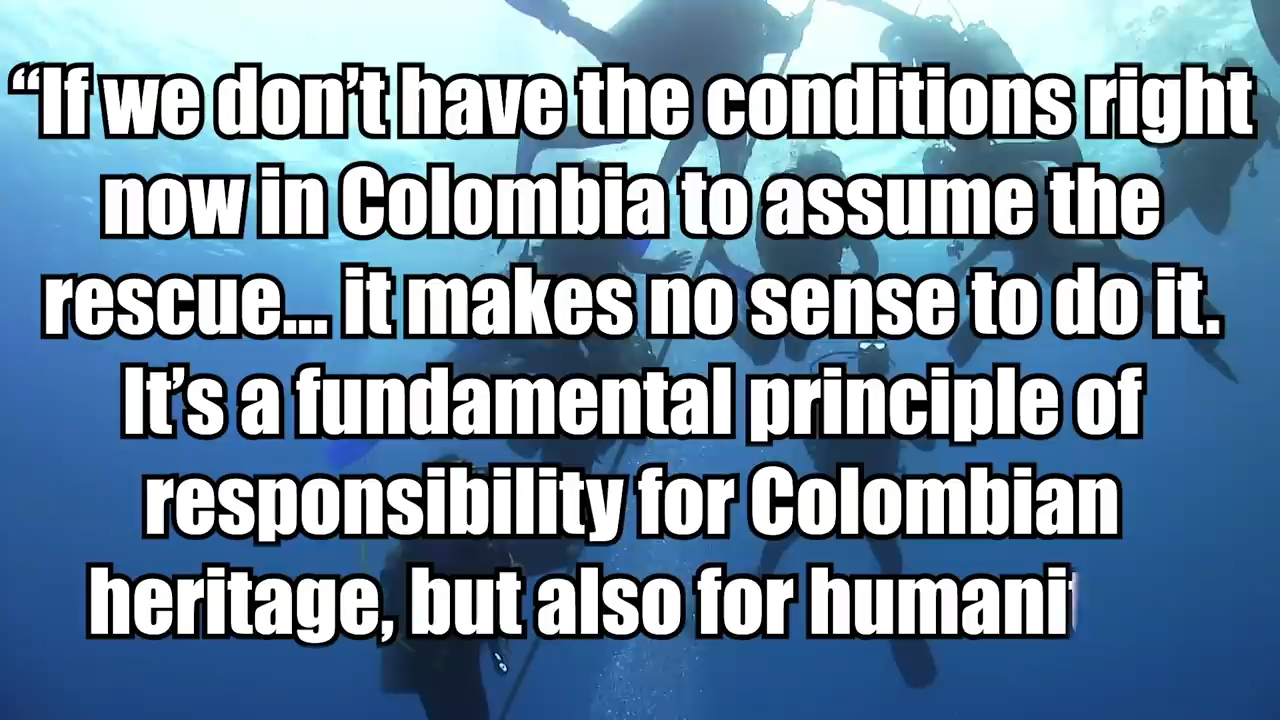 “If we don’t have the conditions right
now in Colombia to assume the
rescue... it makes no sense to do it.
It’s a fundamental principle of
responsibility for Colombian
heritage, but also for humanit